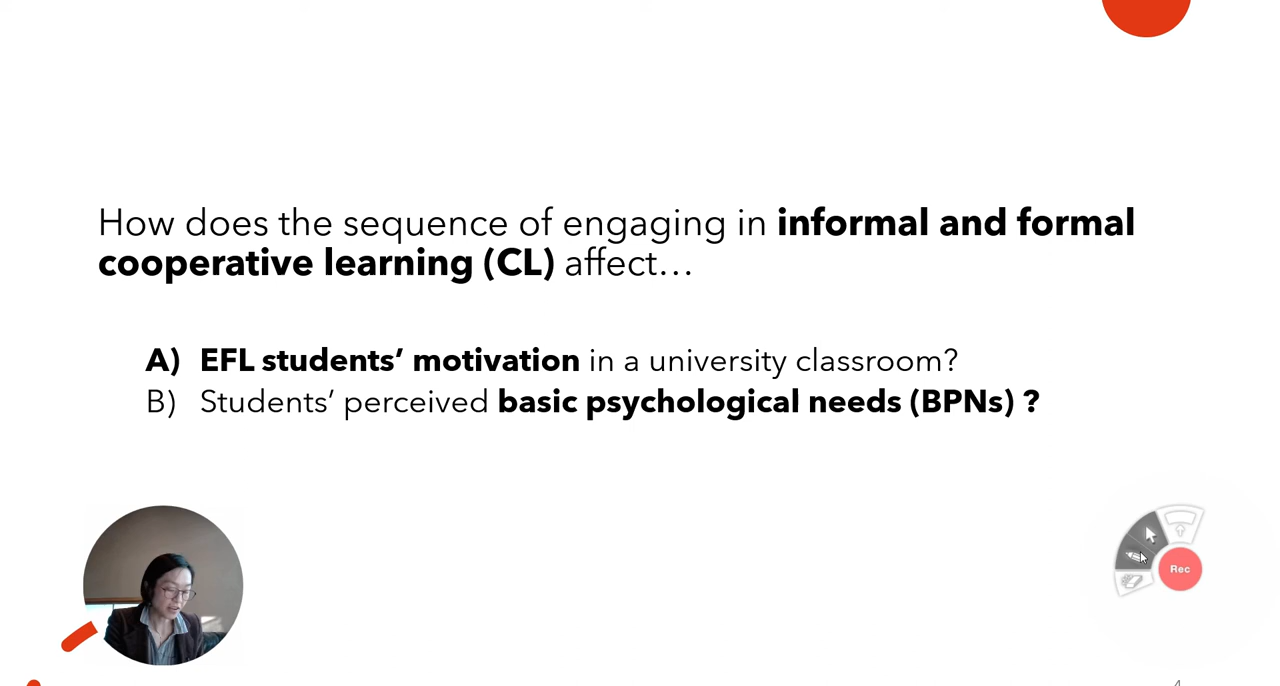 How does the sequence of engaging in informal and formal
cooperative learning (CL) affect…
A) EFL students’ motivation in a university classroom?
B) Students’ perceived basic psychological needs (BPNs) ?
Rec
4